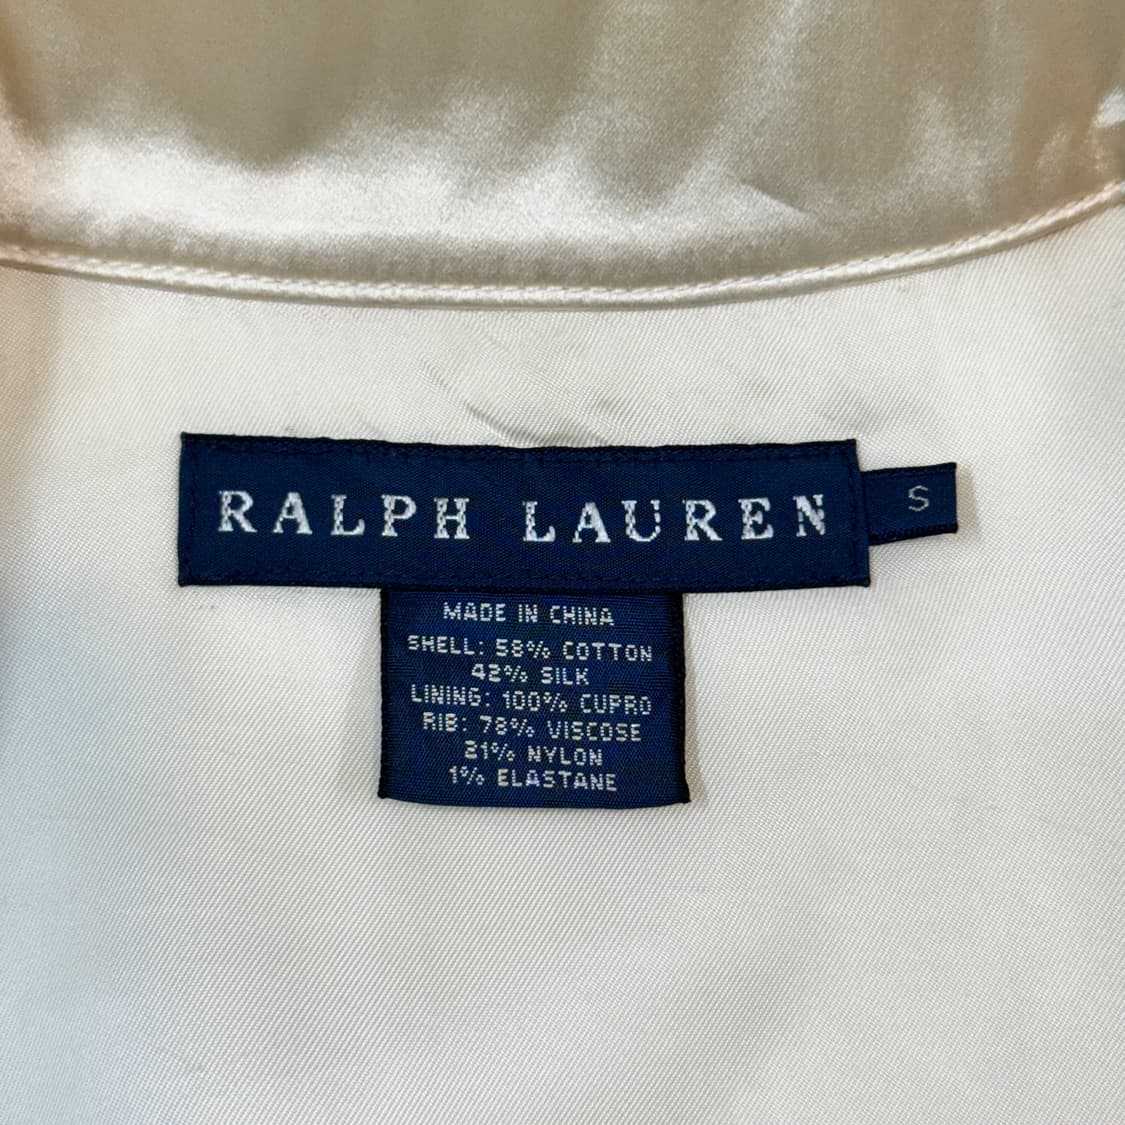 RALPH LAUREN
S
MADE IN CHINA
SHELL: 58% COTTON
42% SILK
LINING: 100% CUPRO
RIB: 78% VISCOSE
21% NYLON
1% ELASTANE